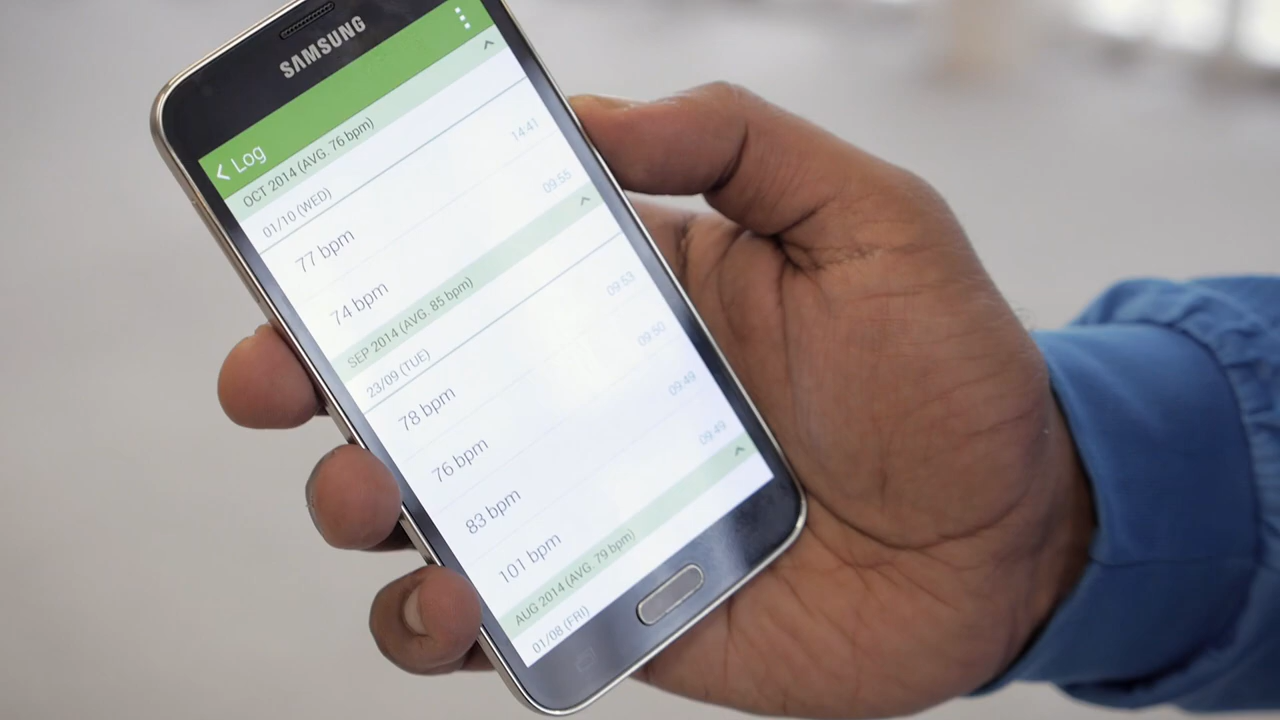 SAMSUNG
< Log
OCT 2014 (AVG. 76 bpm)
01/10 (WED)
77 bpm 14:41
74 bpm 09:55
SEP 2014 (AVG. 85 bpm)
23/09 (TUE)
78 bpm 09:53
76 bpm 09:50
83 bpm 09:49
101 bpm 09:49
AUG 2014 (AVG. 79 bpm)
01/08 (FRI)